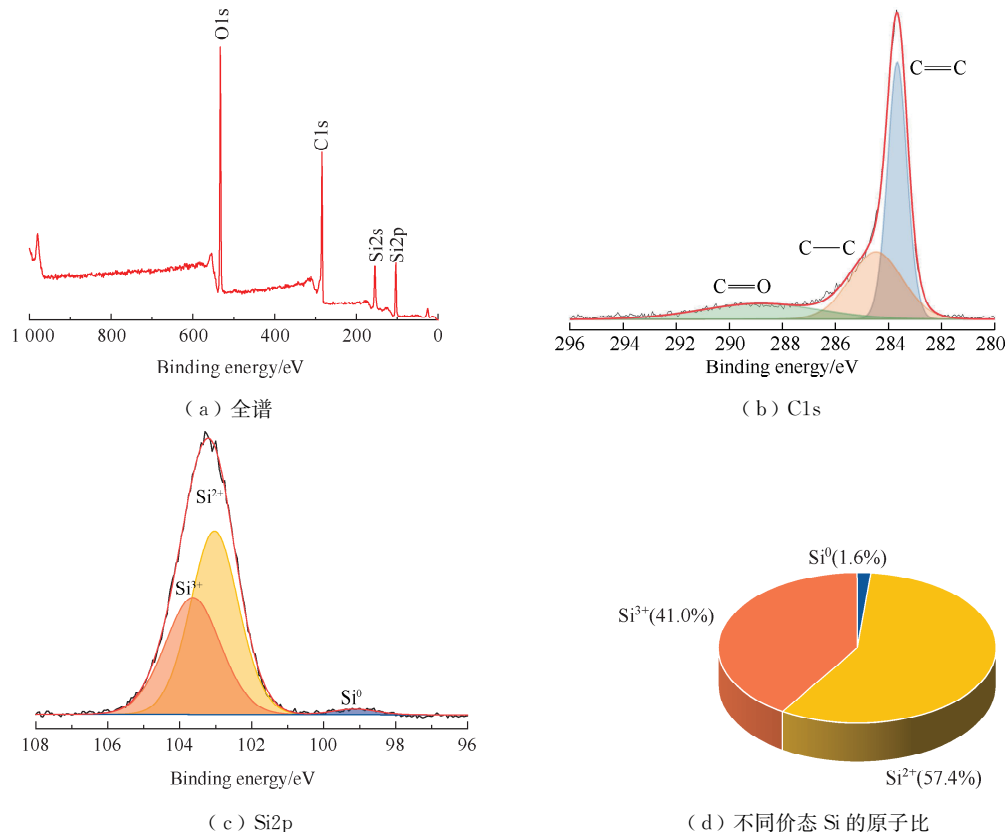 O1s
C1s
Si2s
Si2p
1 000 800 600 400 200 0
Binding energy/eV
(a)全谱
C=C
C—C
C=O
296 294 292 290 288 286 284 282 280
Binding energy/eV
(b)C1s
Si²⁺
Si³⁺
Si⁰
108 106 104 102 100 98 96
Binding energy/eV
(c)Si2p
Si⁰(1.6%)
Si³⁺(41.0%)
Si²⁺(57.4%)
(d)不同价态 Si 的原子比